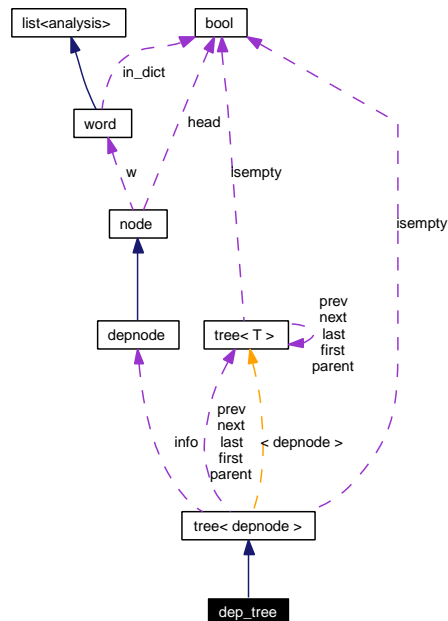 list<analysis>
bool
in_dict
word
head
w
isempty
isempty
node
prev
next
last
first
parent
depnode
tree< T >
prev
next
last
first
parent
info
< depnode >
tree< depnode >
dep_tree